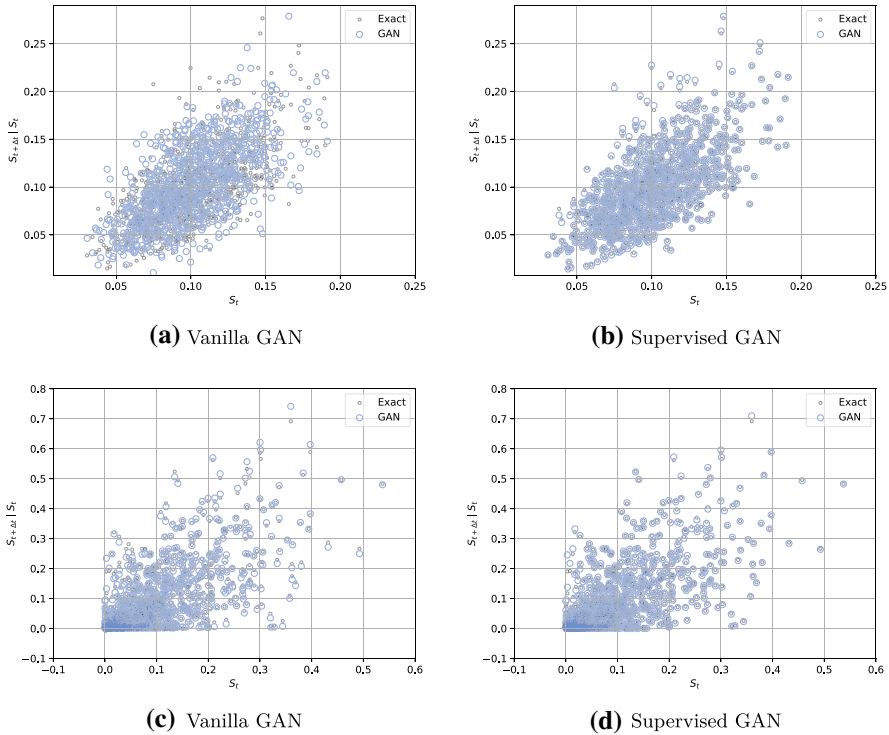 Exact
GAN
0.25
0.20
0.15
0.10
0.05
S_{t+Δt} | S_t
0.05 0.10 0.15 0.20 0.25
S_t
(a) Vanilla GAN
Exact
GAN
0.25
0.20
0.15
0.10
0.05
S_{t+Δt} | S_t
0.05 0.10 0.15 0.20 0.25
S_t
(b) Supervised GAN
Exact
GAN
0.8
0.7
0.6
0.5
0.4
0.3
0.2
0.1
0.0
−0.1
S_{t+Δt} | S_t
−0.1 0.0 0.1 0.2 0.3 0.4 0.5 0.6
S_t
(c) Vanilla GAN
Exact
GAN
0.8
0.7
0.6
0.5
0.4
0.3
0.2
0.1
0.0
−0.1
S_{t+Δt} | S_t
−0.1 0.0 0.1 0.2 0.3 0.4 0.5 0.6
S_t
(d) Supervised GAN